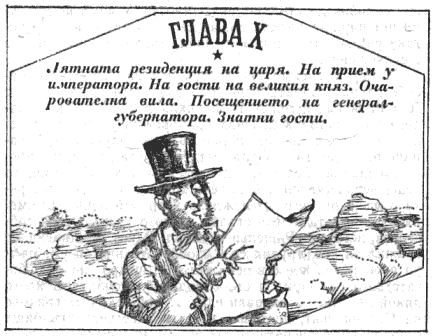 ГЛАВА X
Лятната резиденция на царя. На прием у
императора. На гости на великия княз. Оча-
рователна вила. Посещението на генерал-
губернатора. Знатни гости.